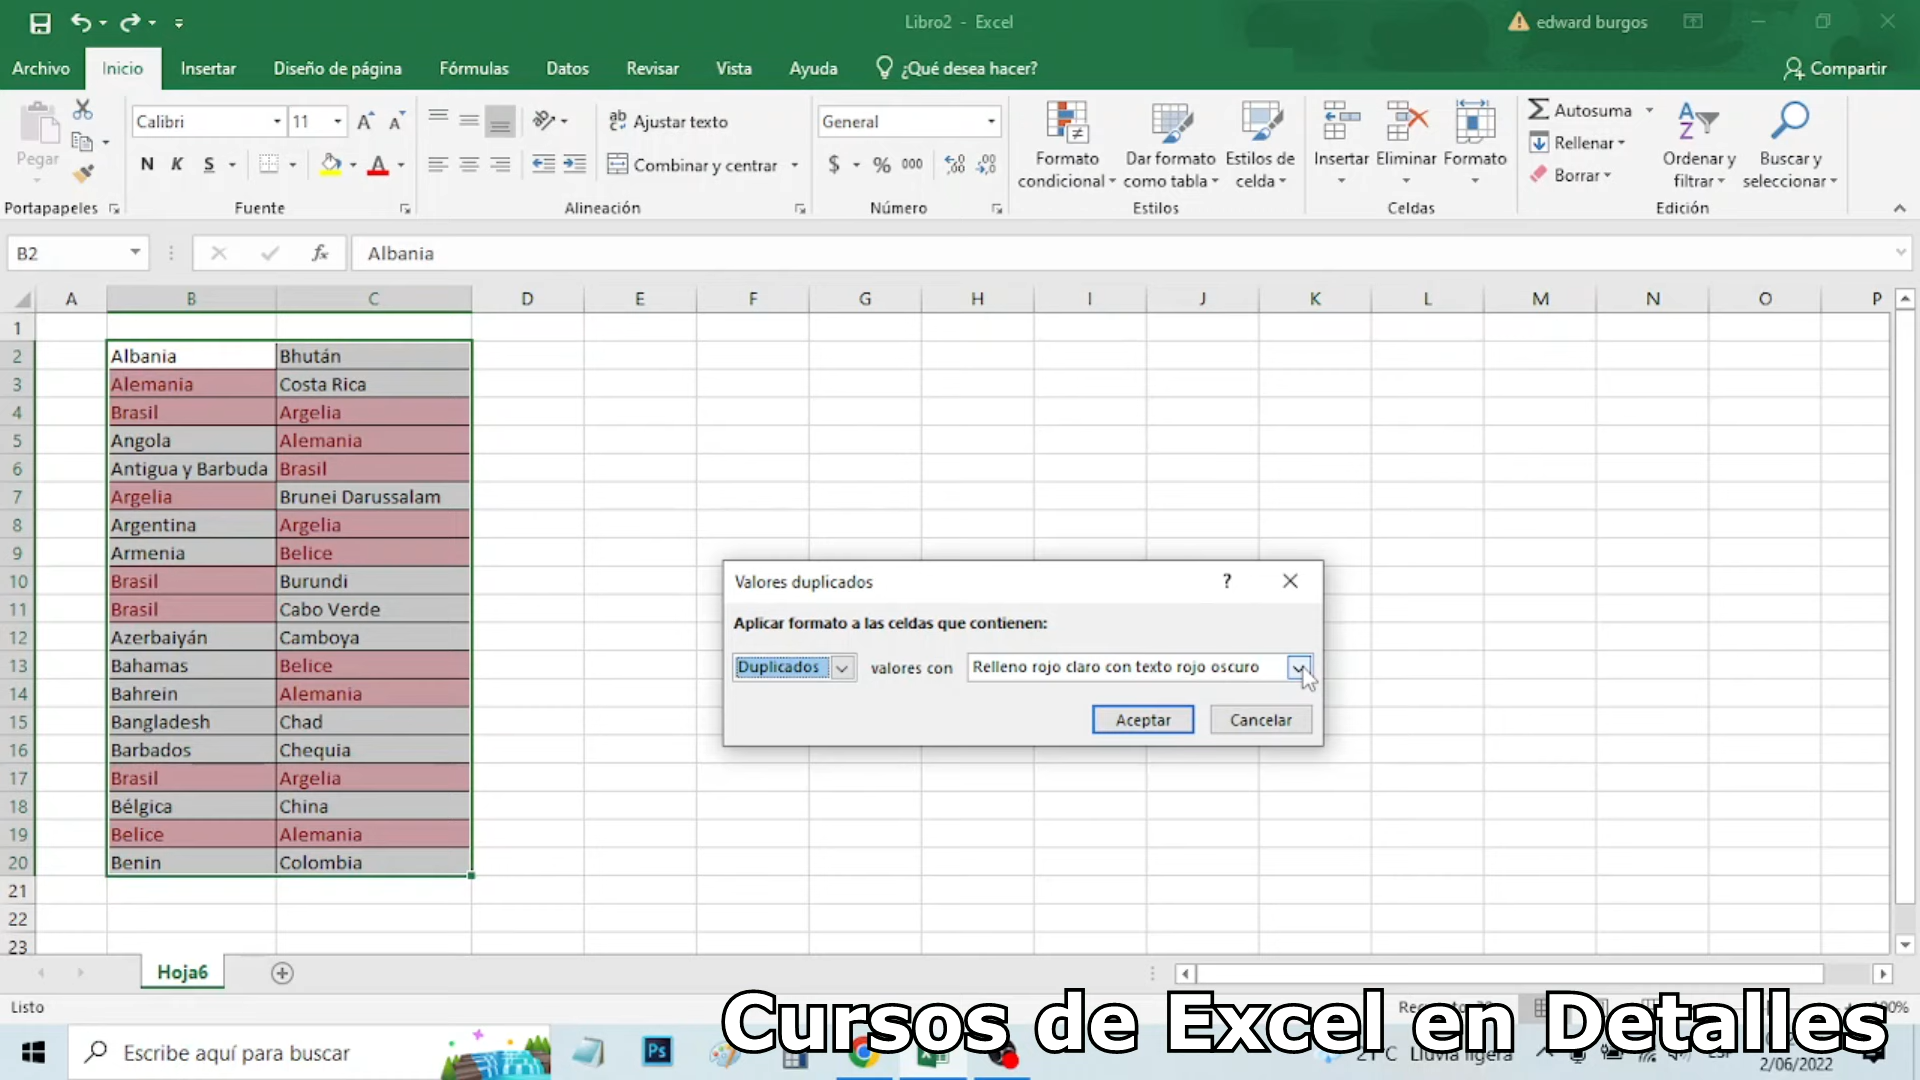 Libro2 - Excel
edward burgos
Archivo Inicio Insertar Diseño de página Fórmulas Datos Revisar Vista Ayuda ¿Qué desea hacer? Compartir
Pegar
Portapapeles
Calibri 11
N K S
Fuente
Ajustar texto
Combinar y centrar
Alineación
General
$ % 000
Número
Formato condicional
Dar formato como tabla
Estilos de celda
Estilos
Insertar Eliminar Formato
Celdas
Autosuma
Rellenar
Borrar
Ordenar y filtrar
Buscar y seleccionar
Edición
B2 fx Albania
A B C D E F G H I J K L M N O P
1
2 Albania Bhután
3 Alemania Costa Rica
4 Brasil Argelia
5 Angola Alemania
6 Antigua y Barbuda Brasil
7 Argelia Brunei Darussalam
8 Argentina Argelia
9 Armenia Belice
10 Brasil Burundi
11 Brasil Cabo Verde
12 Azerbaiyán Camboya
13 Bahamas Belice
14 Bahrein Alemania
15 Bangladesh Chad
16 Barbados Chequia
17 Brasil Argelia
18 Bélgica China
19 Belice Alemania
20 Benin Colombia
21
22
23
Valores duplicados ?
Aplicar formato a las celdas que contienen:
Duplicados valores con Relleno rojo claro con texto rojo oscuro
Aceptar Cancelar
Hoja6
Listo
Cursos de Excel en Detalles
Escribe aquí para buscar
Ps
2/06/2022